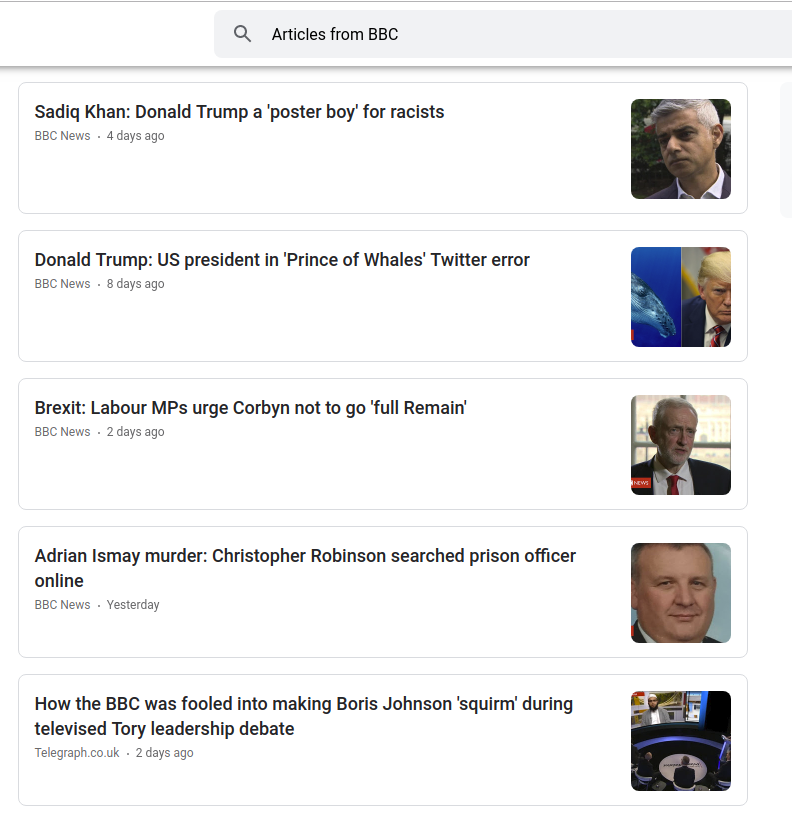 Articles from BBC
Sadiq Khan: Donald Trump a 'poster boy' for racists
BBC News · 4 days ago
Donald Trump: US president in 'Prince of Whales' Twitter error
BBC News · 8 days ago
Brexit: Labour MPs urge Corbyn not to go 'full Remain'
BBC News · 2 days ago
NEWS
Adrian Ismay murder: Christopher Robinson searched prison officer
online
BBC News · Yesterday
How the BBC was fooled into making Boris Johnson 'squirm' during
televised Tory leadership debate
Telegraph.co.uk · 2 days ago